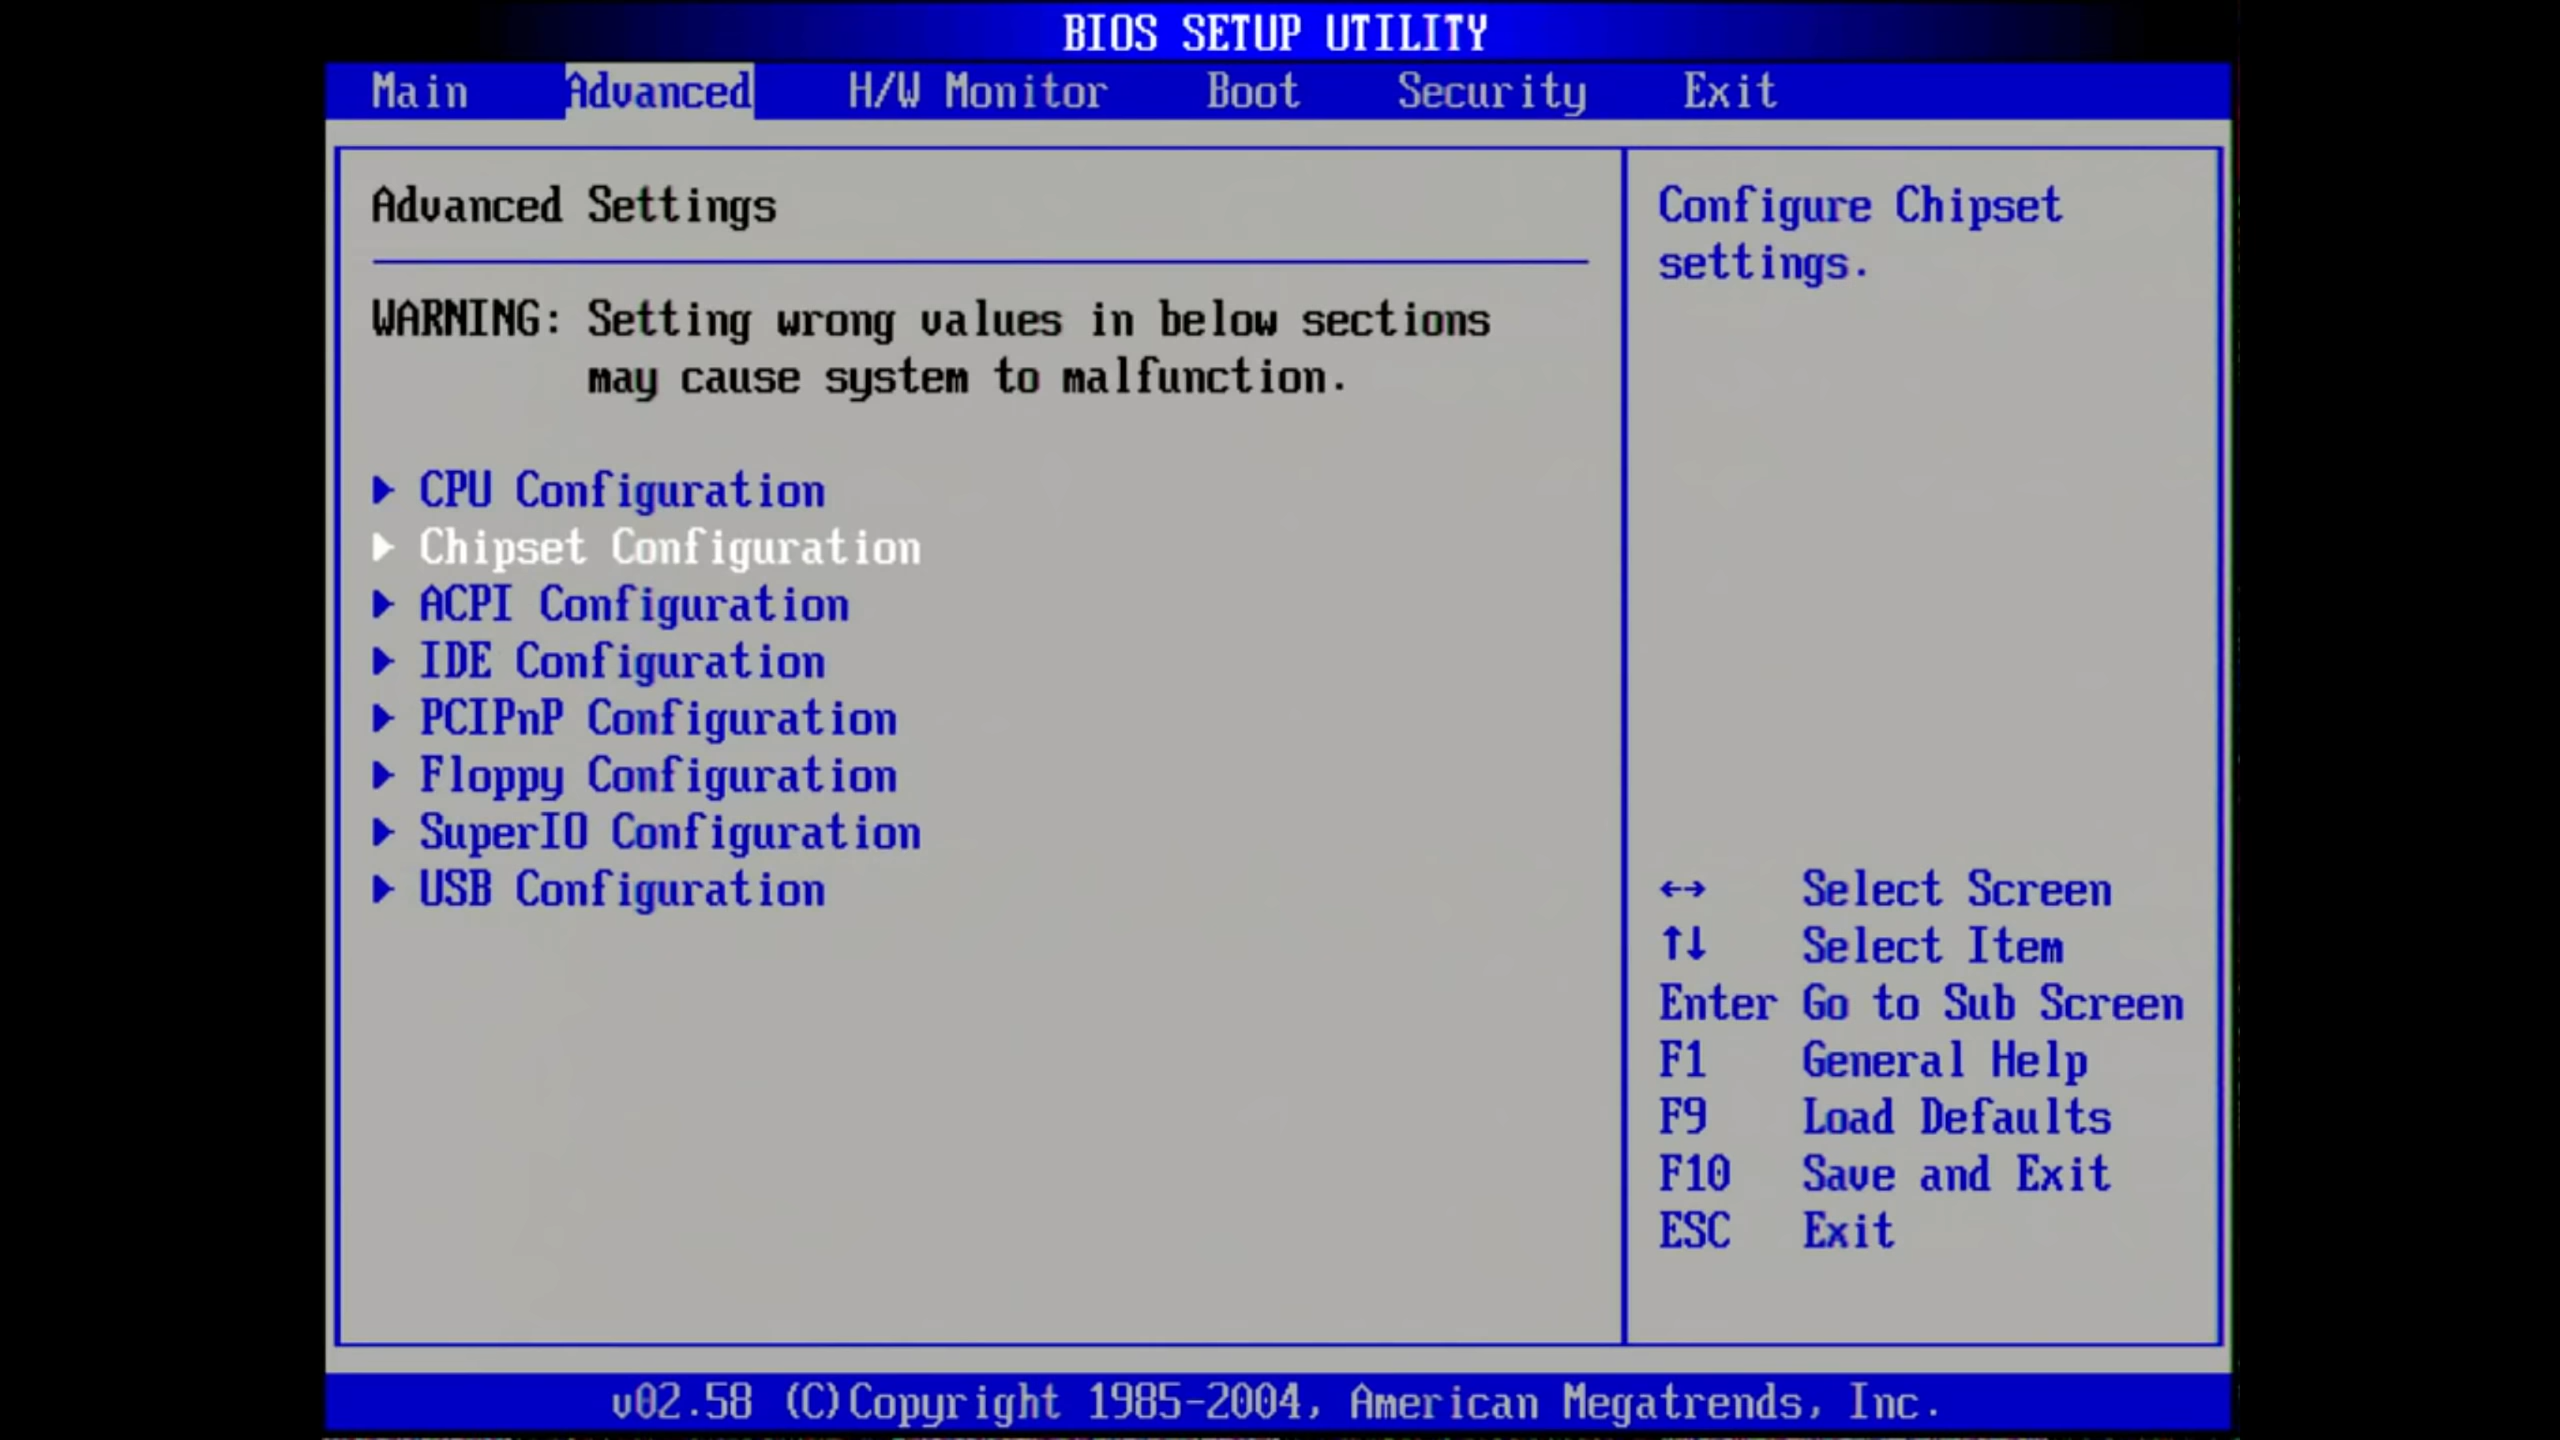 BIOS SETUP UTILITY
Main Advanced H/W Monitor Boot Security Exit
Advanced Settings
WARNING: Setting wrong values in below sections
may cause system to malfunction.
CPU Configuration
Chipset Configuration
ACPI Configuration
IDE Configuration
PCIPnP Configuration
Floppy Configuration
SuperIO Configuration
USB Configuration
Configure Chipset
settings.
↔ Select Screen
↑↓ Select Item
Enter Go to Sub Screen
F1 General Help
F9 Load Defaults
F10 Save and Exit
ESC Exit
v02.58 (C)Copyright 1985-2004, American Megatrends, Inc.